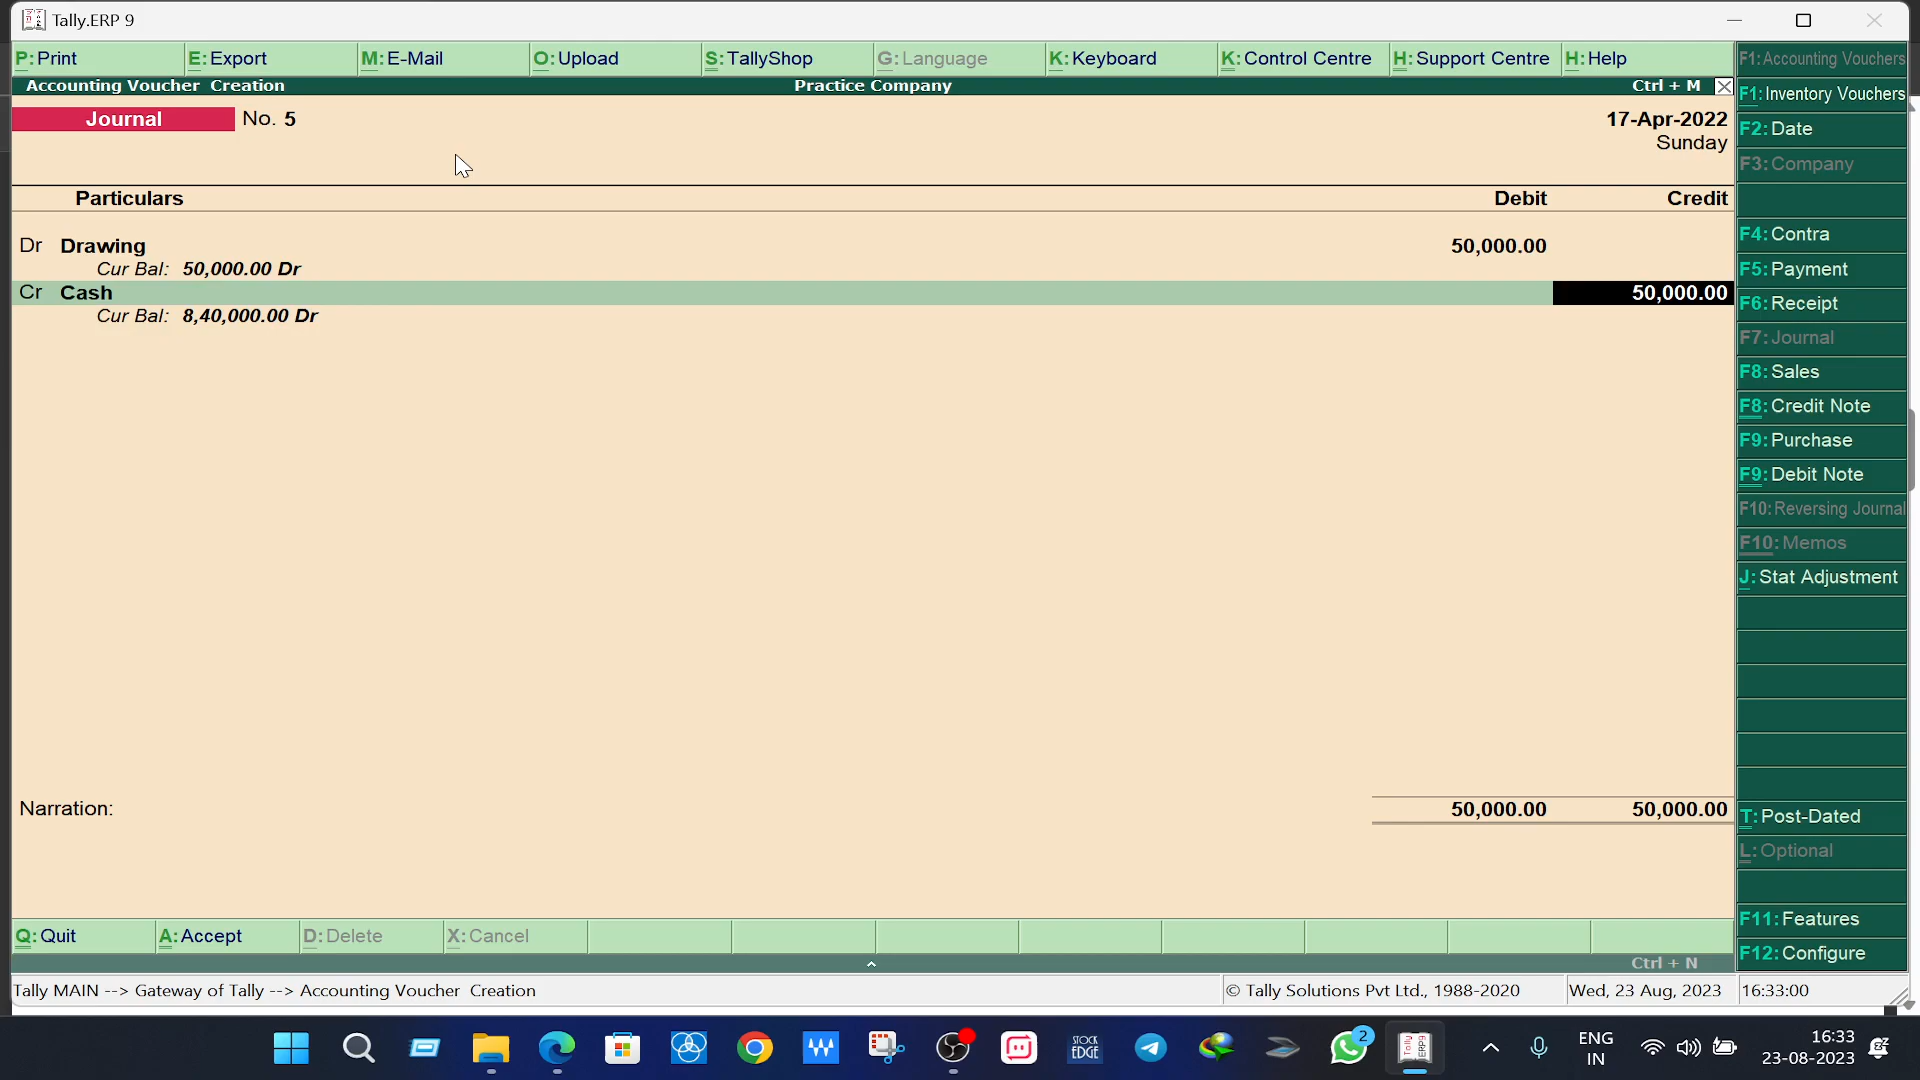 Tally.ERP 9
P: Print E: Export M: E-Mail O: Upload S: TallyShop G: Language K: Keyboard K: Control Centre H: Support Centre H: Help F1: Accounting Vouchers
Accounting Voucher Creation Practice Company Ctrl + M
F1: Inventory Vouchers
Journal No. 5 17-Apr-2022
F2: Date
Sunday
F3: Company
Particulars Debit Credit
F4: Contra
Dr Drawing 50,000.00
Cur Bal: 50,000.00 Dr
F5: Payment
Cr Cash 50,000.00
F6: Receipt
Cur Bal: 8,40,000.00 Dr
F7: Journal
F8: Sales
F8: Credit Note
F9: Purchase
F9: Debit Note
F10: Reversing Journal
F10: Memos
J: Stat Adjustment
Narration: 50,000.00 50,000.00
T: Post-Dated
L: Optional
F11: Features
Q: Quit A: Accept D: Delete X: Cancel
F12: Configure
Ctrl + N
Tally MAIN --> Gateway of Tally --> Accounting Voucher Creation © Tally Solutions Pvt Ltd., 1988-2020 Wed, 23 Aug, 2023 16:33:00
STOCK
EDGE
2
Tally
ERP9
ENG
IN
16:33
23-08-2023